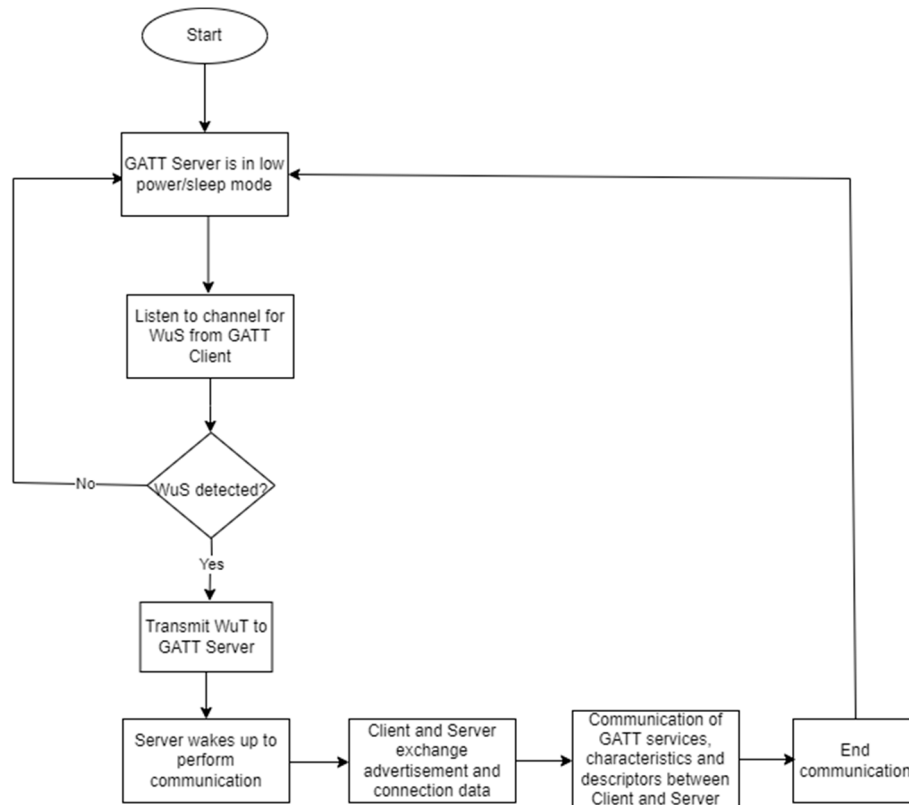 Start
GATT Server is in low
power/sleep mode
Listen to channel for
WuS from GATT
Client
WuS detected?
No
Yes
Transmit WuT to
GATT Server
Server wakes up to
perform
communication
Client and Server
exchange
advertisement and
connection data
Communication of
GATT services,
characteristics and
descriptors between
Client and Server
End
communication